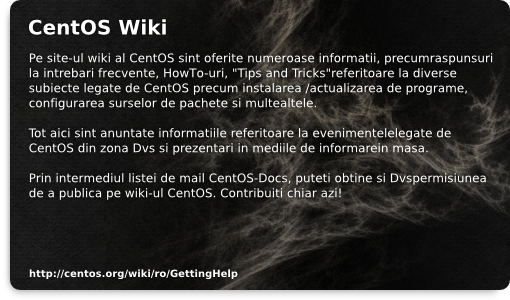 CentOS Wiki
Pe site-ul wiki al CentOS sint oferite numeroase informatii, precumraspunsuri
la intrebari frecvente, HowTo-uri, "Tips and Tricks"referitoare la diverse
subiecte legate de CentOS precum instalarea /actualizarea de programe,
configurarea surselor de pachete si multealtele.
Tot aici sint anuntate informatiile referitoare la evenimentelelegate de
CentOS din zona Dvs si prezentari in mediile de informarein masa.
Prin intermediul listei de mail CentOS-Docs, puteti obtine si Dvspermisiunea
de a publica pe wiki-ul CentOS. Contribuiti chiar azi!
http://centos.org/wiki/ro/GettingHelp